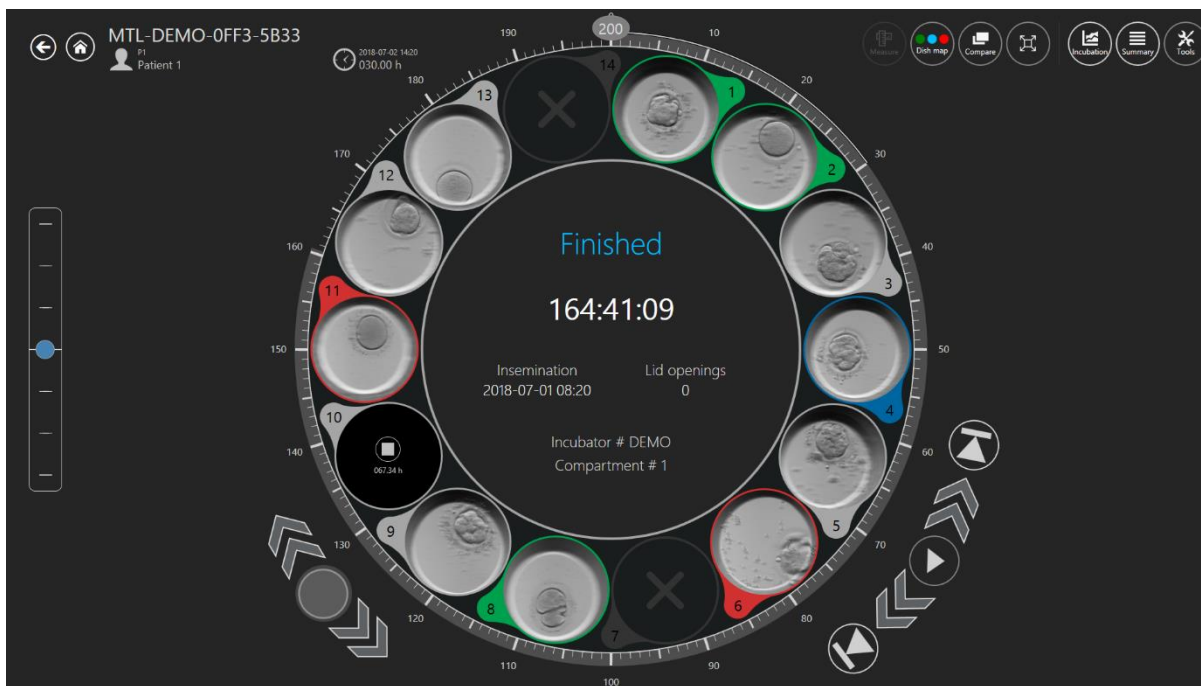 MTL-DEMO-0FF3-5B33
P1
Patient 1
2018-07-02 14:20
030.00 h
Measure
Dish map
Compare
Incubation
Summary
Tools
200
10
20
30
40
50
60
70
80
90
100
110
120
130
140
150
160
170
180
190
1
2
3
4
5
6
7
8
9
10
067.34 h
11
12
13
14
Finished
164:41:09
Insemination
2018-07-01 08:20
Lid openings
0
Incubator # DEMO
Compartment # 1